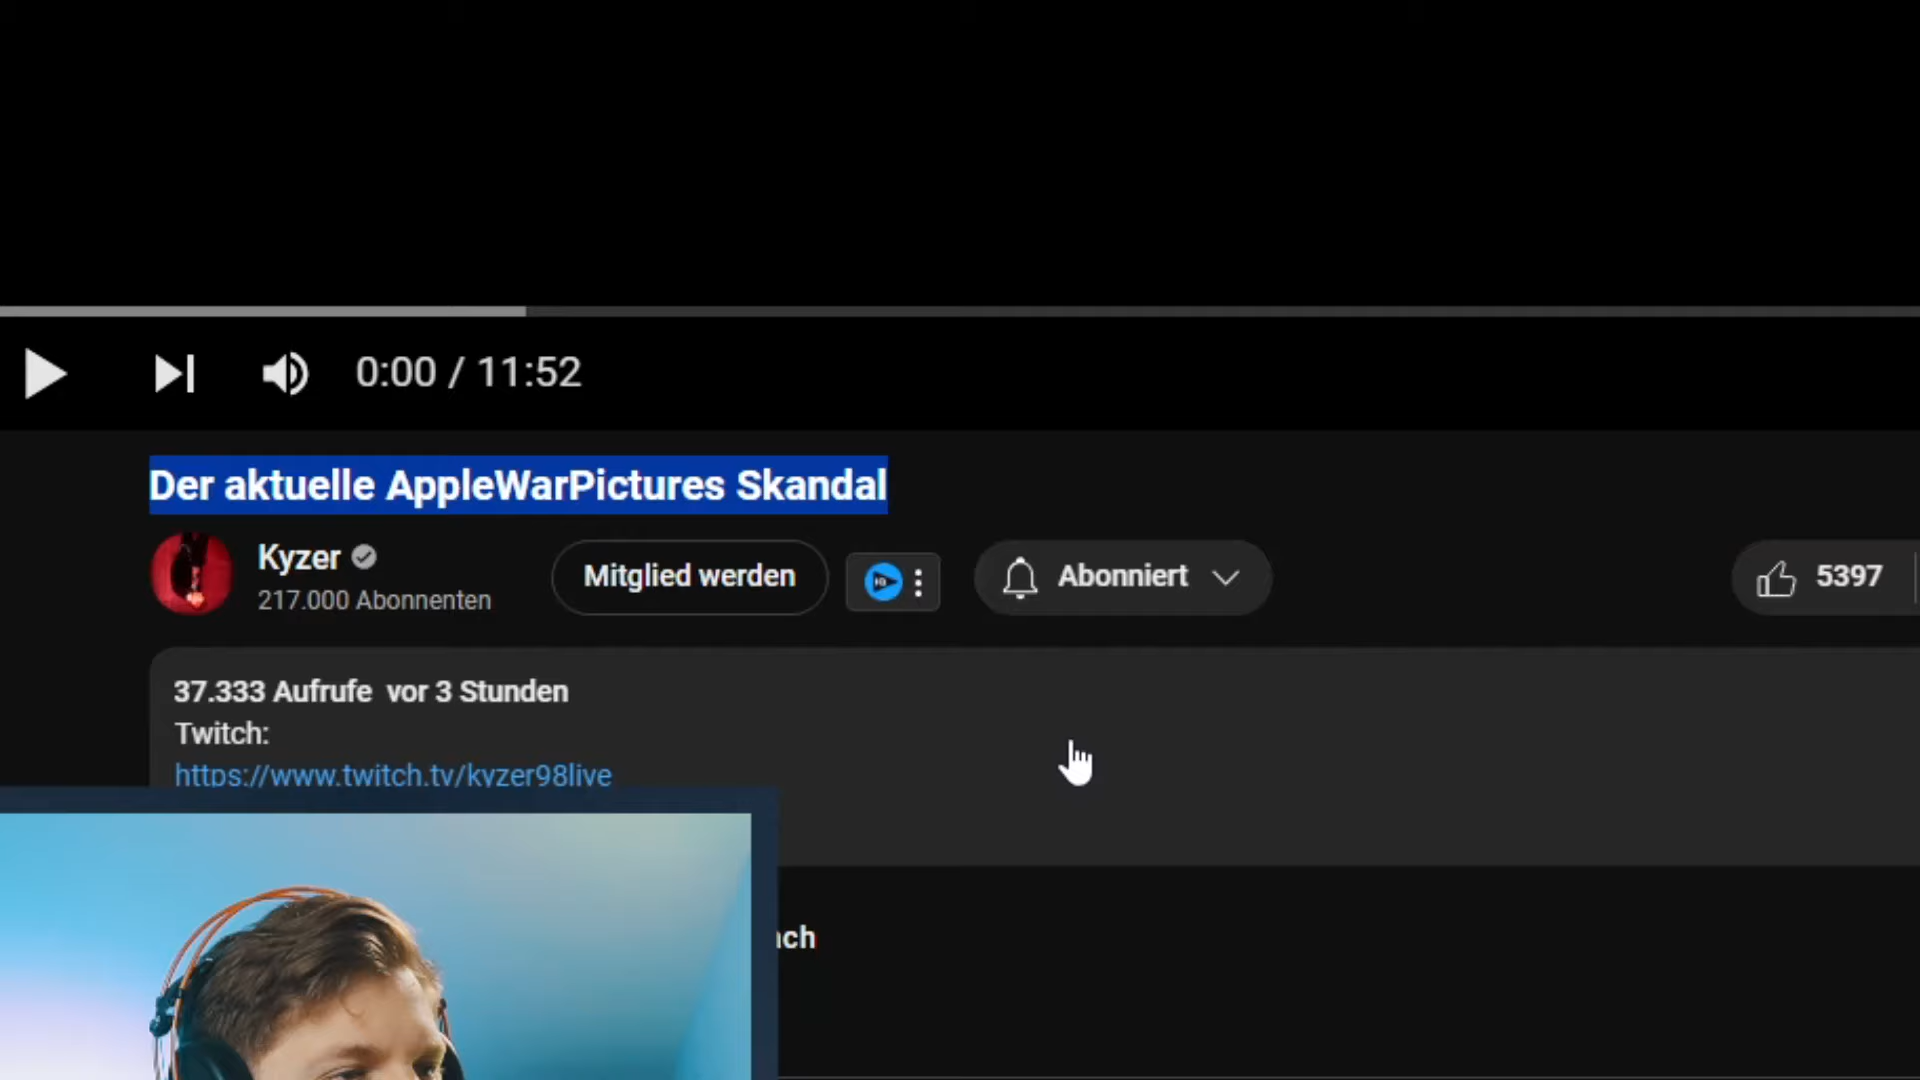 0:00 / 11:52
Der aktuelle AppleWarPictures Skandal
Kyzer
217.000 Abonnenten
Mitglied werden
Abonniert
5397
37.333 Aufrufe vor 3 Stunden
Twitch:
https://www.twitch.tv/kyzer98live